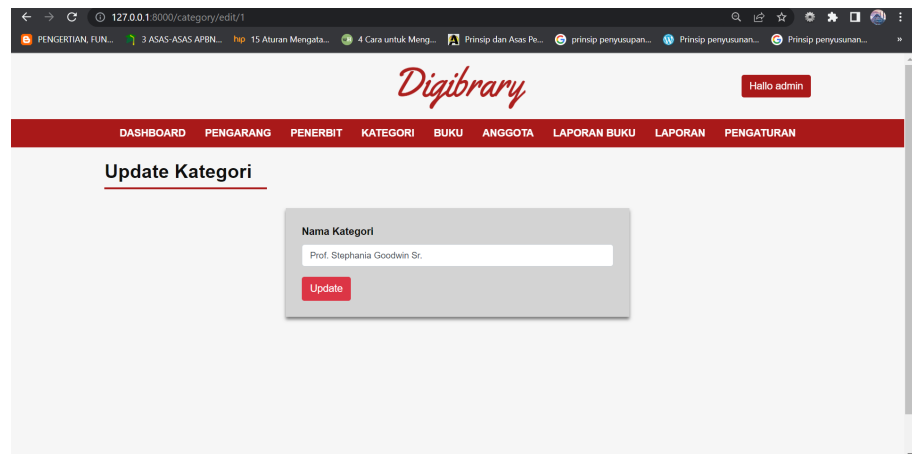 127.0.0.1:8000/category/edit/1
PENGERTIAN, FUN... 3 ASAS-ASAS APBN... hip 15 Aturan Mengata... 4 Cara untuk Meng... A Prinsip dan Asas Pe... G prinsip penyusupan... Prinsip penyusunan... G Prinsip penyusunan... »
Digibrary
Hallo admin
DASHBOARD PENGARANG PENERBIT KATEGORI BUKU ANGGOTA LAPORAN BUKU LAPORAN PENGATURAN
Update Kategori
Nama Kategori
Prof. Stephania Goodwin Sr.
Update